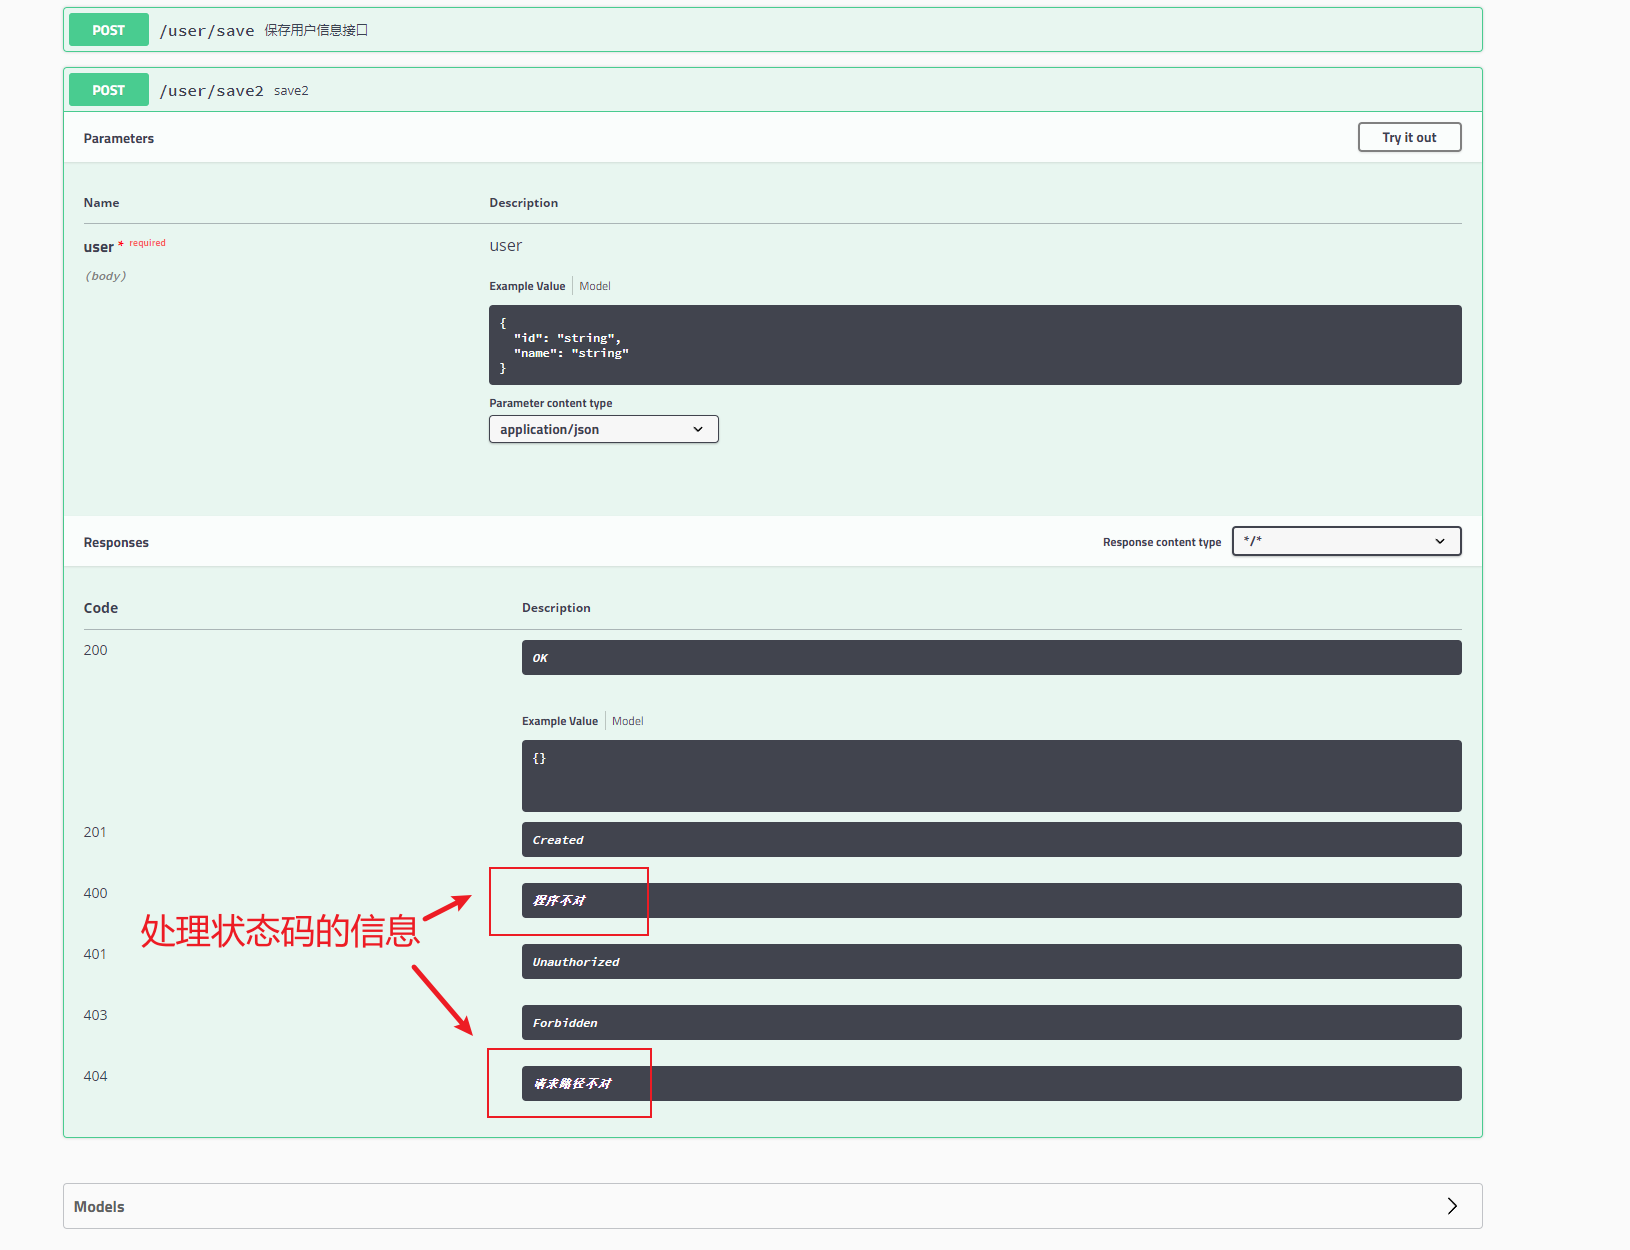 POST /user/save 保存用户信息接口
POST /user/save2 save2
Parameters Try it out
Name Description
user * required user
(body)
Example Value Model
{
"id": "string",
"name": "string"
}
Parameter content type
application/json
Responses Response content type */*
Code Description
200 OK
Example Value Model
{}
201 Created
400 程序不对
处理状态码的信息
401 Unauthorized
403 Forbidden
404 请求路径不对
Models